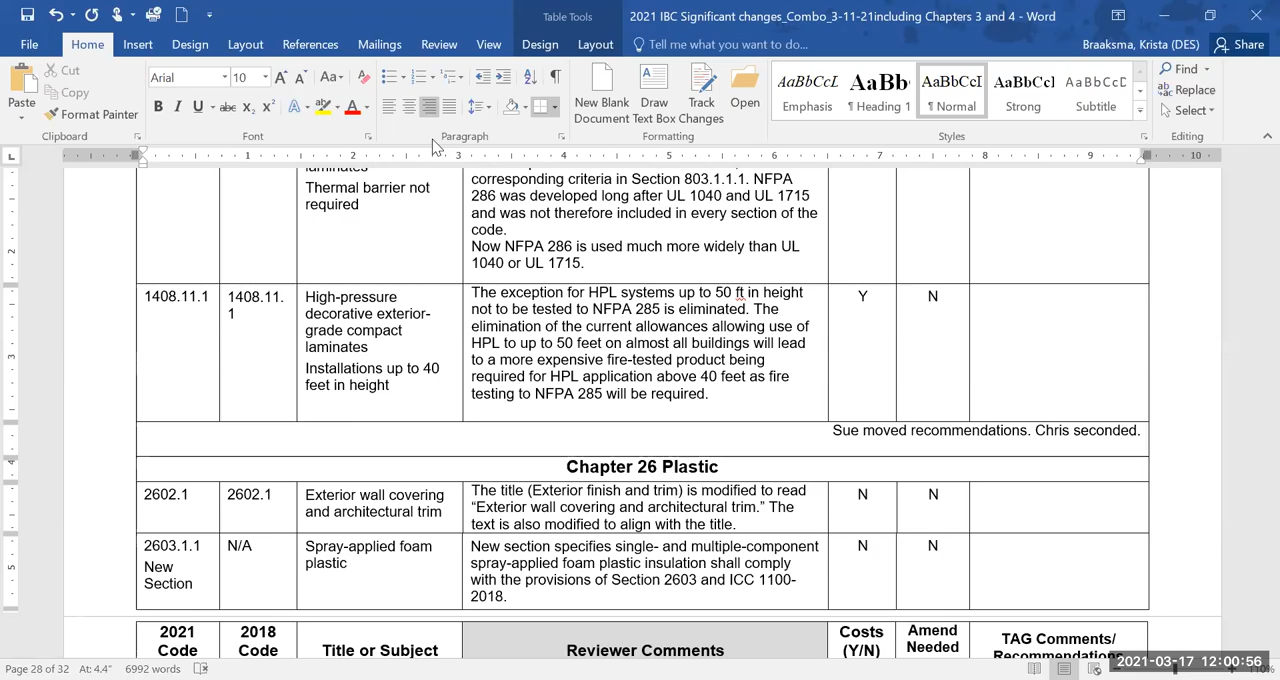 Table Tools
2021 IBC Significant changes_Combo_3-11-21including Chapters 3 and 4 - Word
File Home Insert Design Layout References Mailings Review View Design Layout Tell me what you want to do... Braaksma, Krista (DES) Share
Paste
Cut
Copy
Format Painter
Clipboard
Arial 10
Font
Paragraph
New Blank Document
Draw Text Box
Track Changes
Open
Formatting
AaBbCcL AaBb( AaBbCcI AaBbCcl AaBbCcD
Emphasis ¶ Heading 1 ¶ Normal Strong Subtitle
Styles
Find
Replace
Select
Editing
1 2 3 4 5 6 7 8 9 10
laminates
Thermal barrier not
required
corresponding criteria in Section 803.1.1.1. NFPA
286 was developed long after UL 1040 and UL 1715
and was not therefore included in every section of the
code.
Now NFPA 286 is used much more widely than UL
1040 or UL 1715.
1408.11.1
1408.11.
1
High-pressure
decorative exterior-
grade compact
laminates
Installations up to 40
feet in height
The exception for HPL systems up to 50 ft in height
not to be tested to NFPA 285 is eliminated. The
elimination of the current allowances allowing use of
HPL to up to 50 feet on almost all buildings will lead
to a more expensive fire-tested product being
required for HPL application above 40 feet as fire
testing to NFPA 285 will be required.
Y
N
Sue moved recommendations. Chris seconded.
Chapter 26 Plastic
2602.1
2602.1
Exterior wall covering
and architectural trim
The title (Exterior finish and trim) is modified to read
“Exterior wall covering and architectural trim.” The
text is also modified to align with the title.
N
N
2603.1.1
New
Section
N/A
Spray-applied foam
plastic
New section specifies single- and multiple-component
spray-applied foam plastic insulation shall comply
with the provisions of Section 2603 and ICC 1100-
2018.
N
N
2021
Code
2018
Code
Title or Subject
Reviewer Comments
Costs
(Y/N)
Amend
Needed
TAG Comments/
Page 28 of 32 At: 4.4" 6992 words
2021-03-17 12:00:56